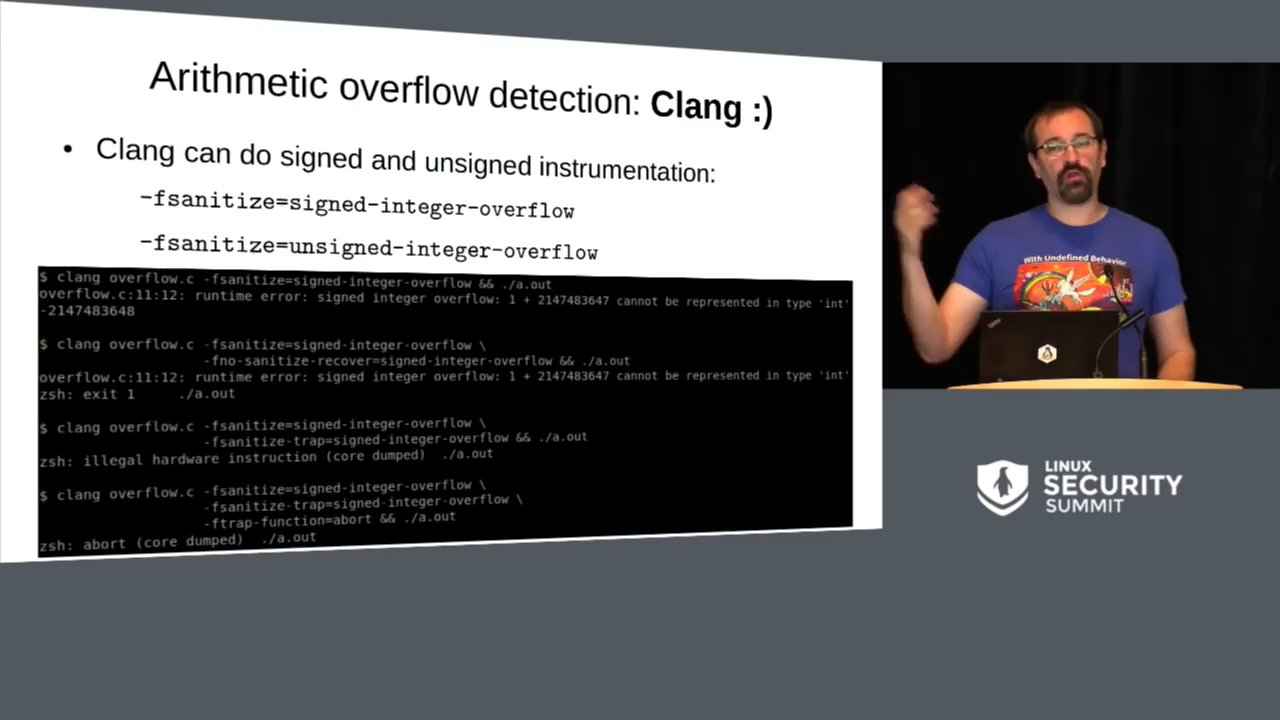 Arithmetic overflow detection: Clang :)
• Clang can do signed and unsigned instrumentation:
-fsanitize=signed-integer-overflow
-fsanitize=unsigned-integer-overflow
$ clang overflow.c -fsanitize=signed-integer-overflow && ./a.out
overflow.c:11:12: runtime error: signed integer overflow: 1 + 2147483647 cannot be represented in type 'int'
-2147483648
$ clang overflow.c -fsanitize=signed-integer-overflow \
-fno-sanitize-recover=signed-integer-overflow && ./a.out
overflow.c:11:12: runtime error: signed integer overflow: 1 + 2147483647 cannot be represented in type 'int'
zsh: exit 1 ./a.out
$ clang overflow.c -fsanitize=signed-integer-overflow \
-fsanitize-trap=signed-integer-overflow && ./a.out
zsh: illegal hardware instruction (core dumped) ./a.out
$ clang overflow.c -fsanitize=signed-integer-overflow \
-fsanitize-trap=signed-integer-overflow \
-ftrap-function=abort && ./a.out
zsh: abort (core dumped) ./a.out
With Undefined Behavior
LINUX
SECURITY
SUMMIT